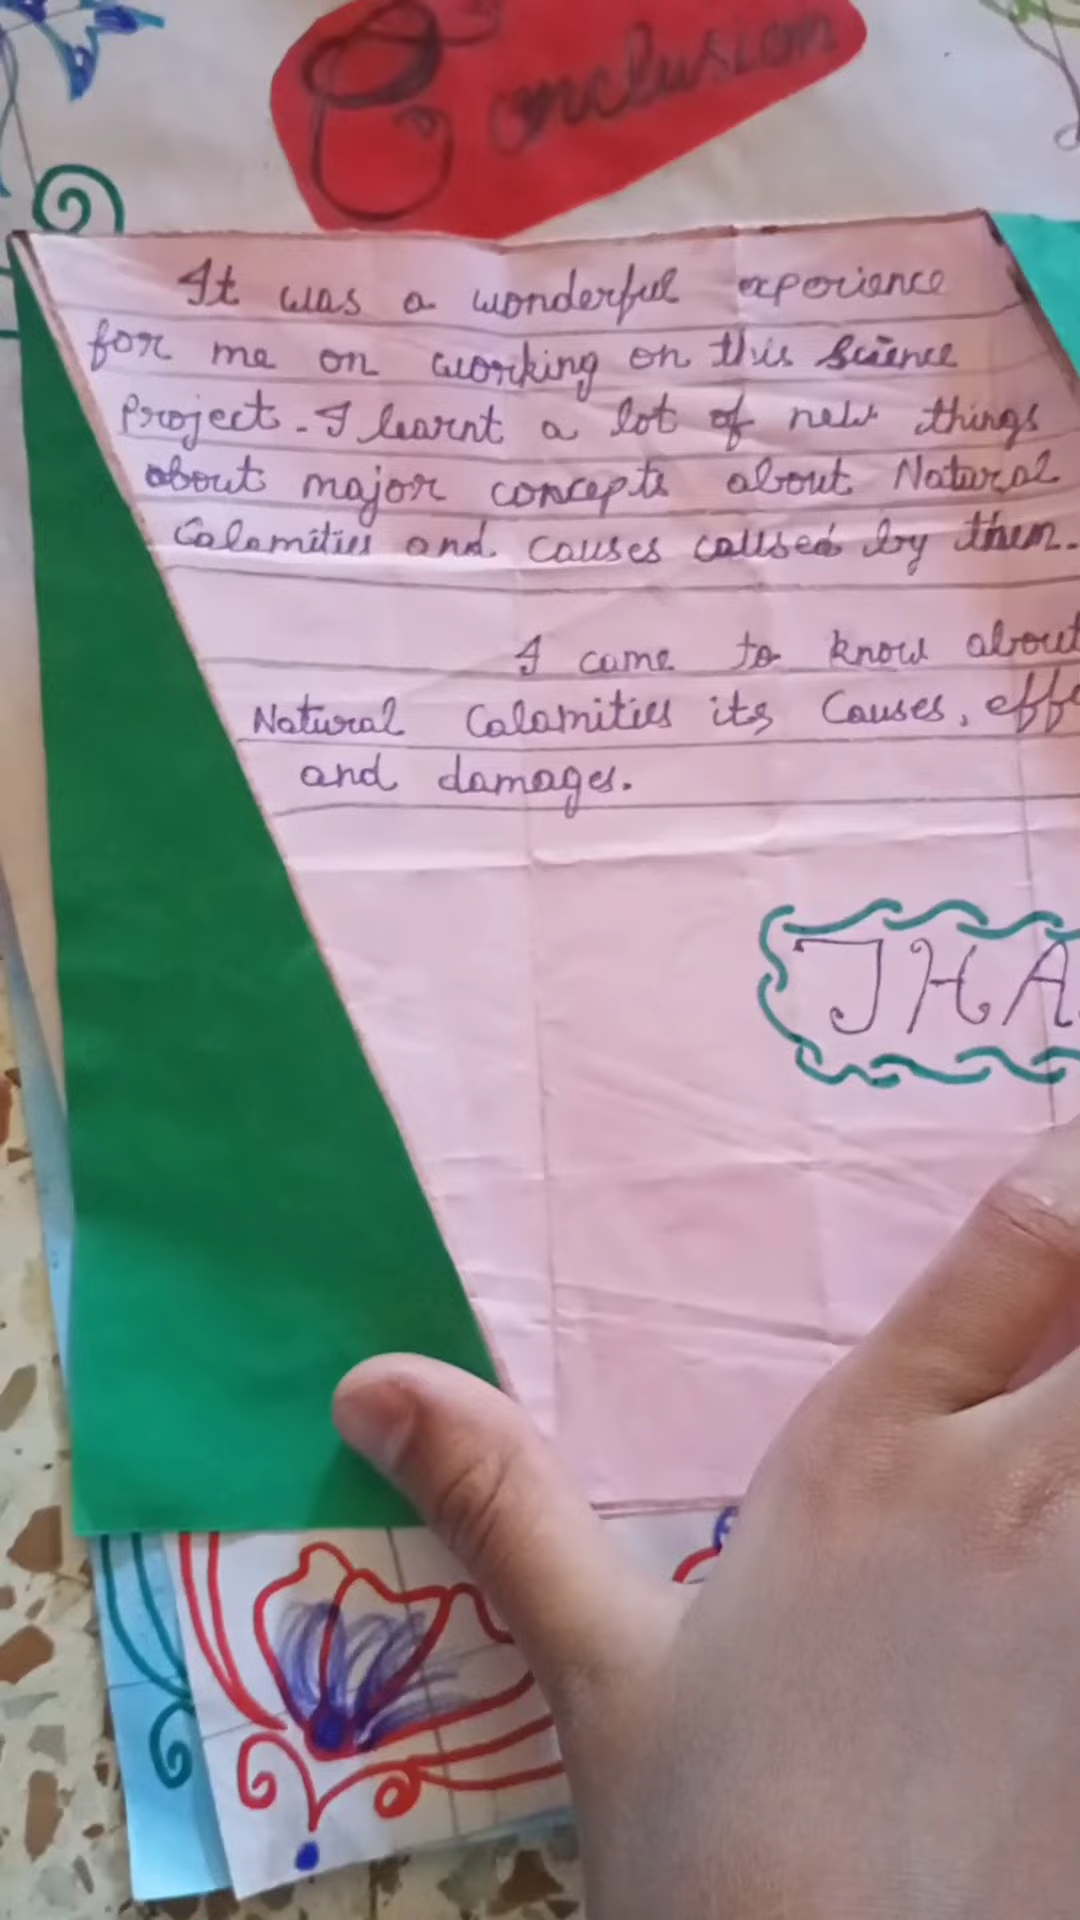 Conclusion
It was a wonderful experience
for me on working on this Science
Project. I learnt a lot of new things
about major concepts about Natural
Calamities and causes caused by them.
I came to know about
Natural Calamities its Causes, effe
and damages.
THA